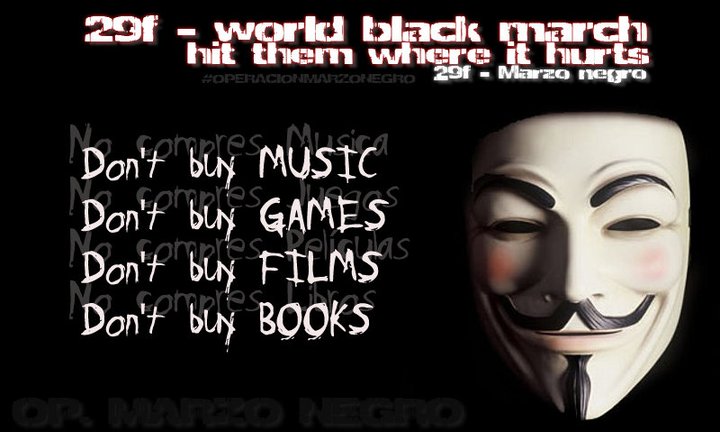 29f - world black march
hit them where it hurts
29f - Marzo negro
#OPERACIONMARZONEGRO
No compres Musica
Don't buy MUSIC
No compres Juegos
Don't buy GAMES
No compres Películas
Don't buy FILMS
No compres Libros
Don't buy BOOKS
OP. MARZO NEGRO